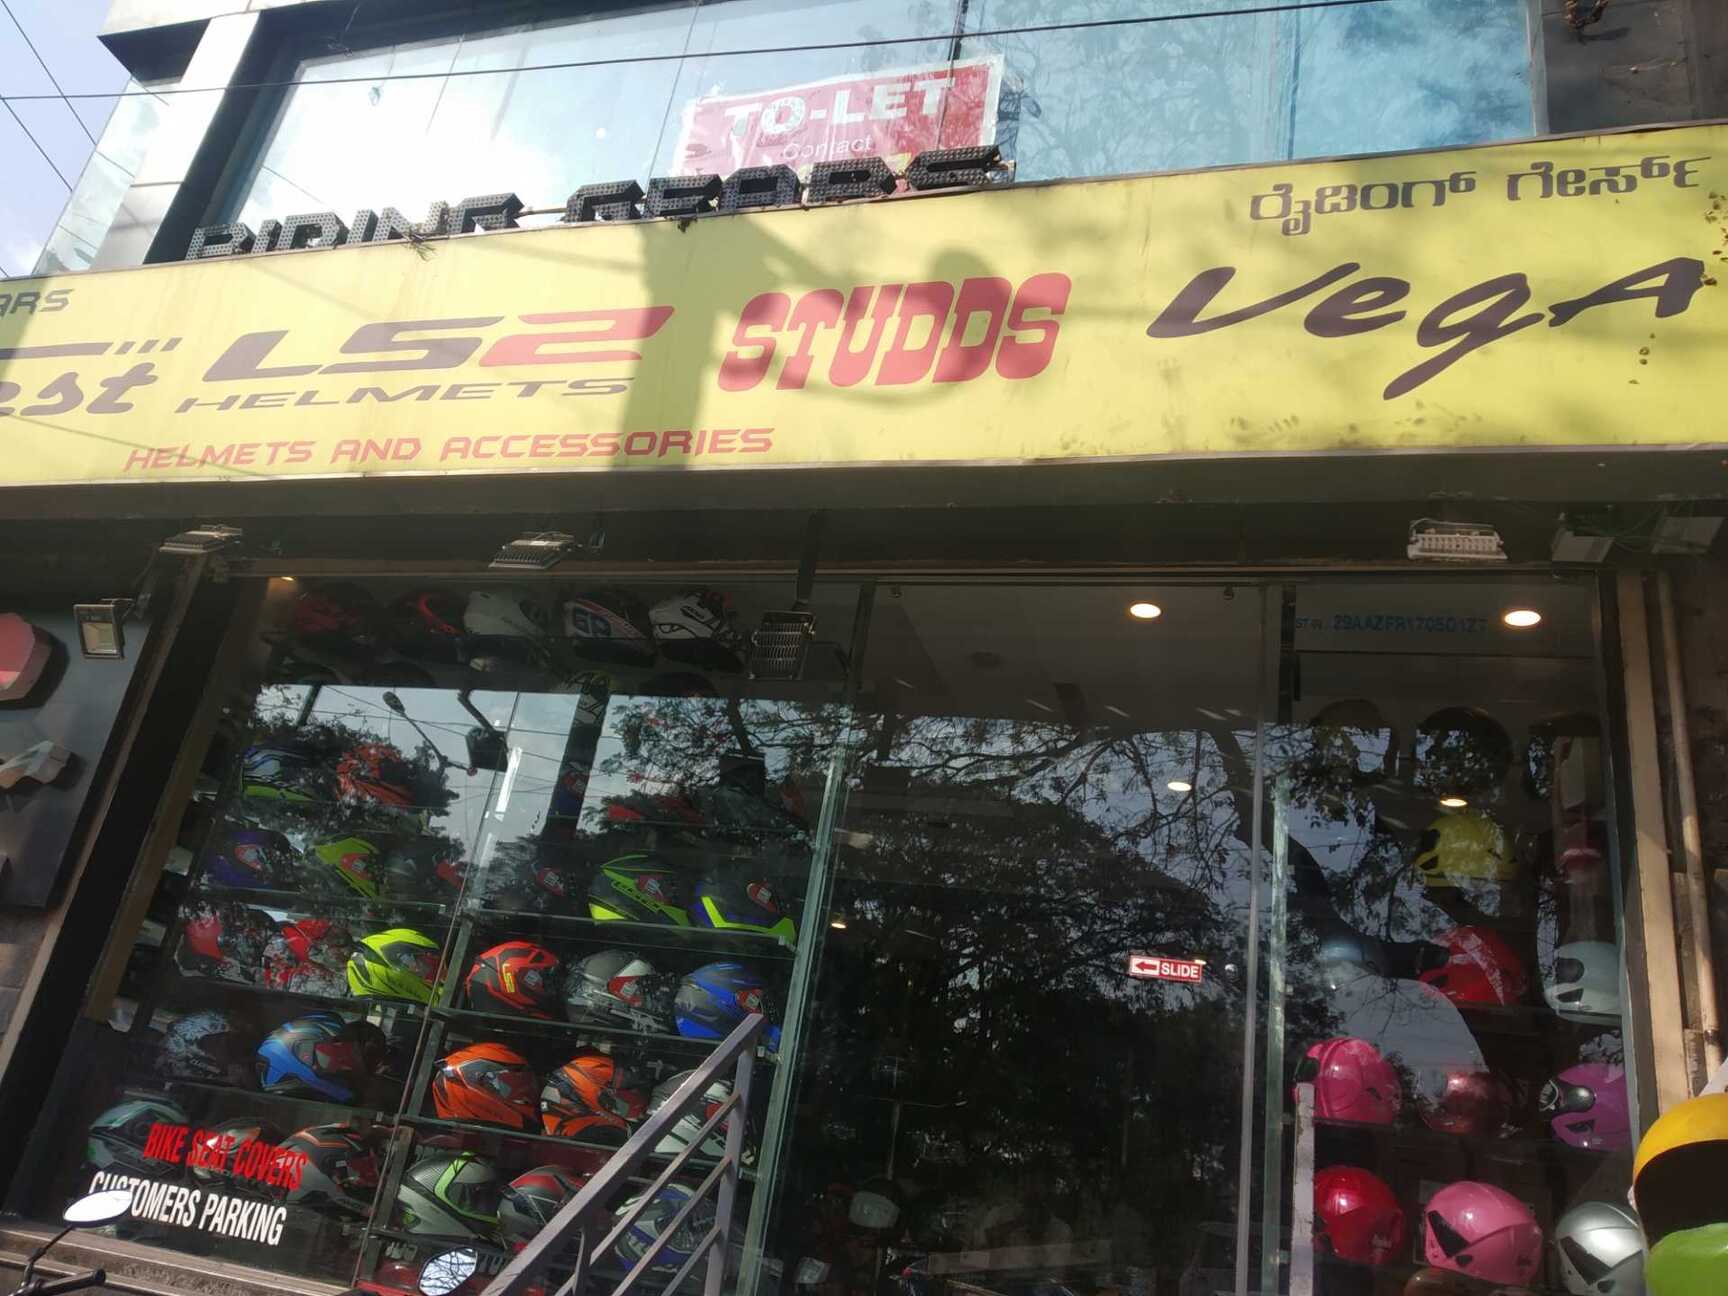 TO-LET
Contact
RIDING GEARS
ರೈಡಿಂಗ್ ಗೇರ್ಸ್
LS2
HELMETS
STUDDS
VegA
HELMETS AND ACCESSORIES
SLIDE
BIKE SEAT COVERS
CUSTOMERS PARKING